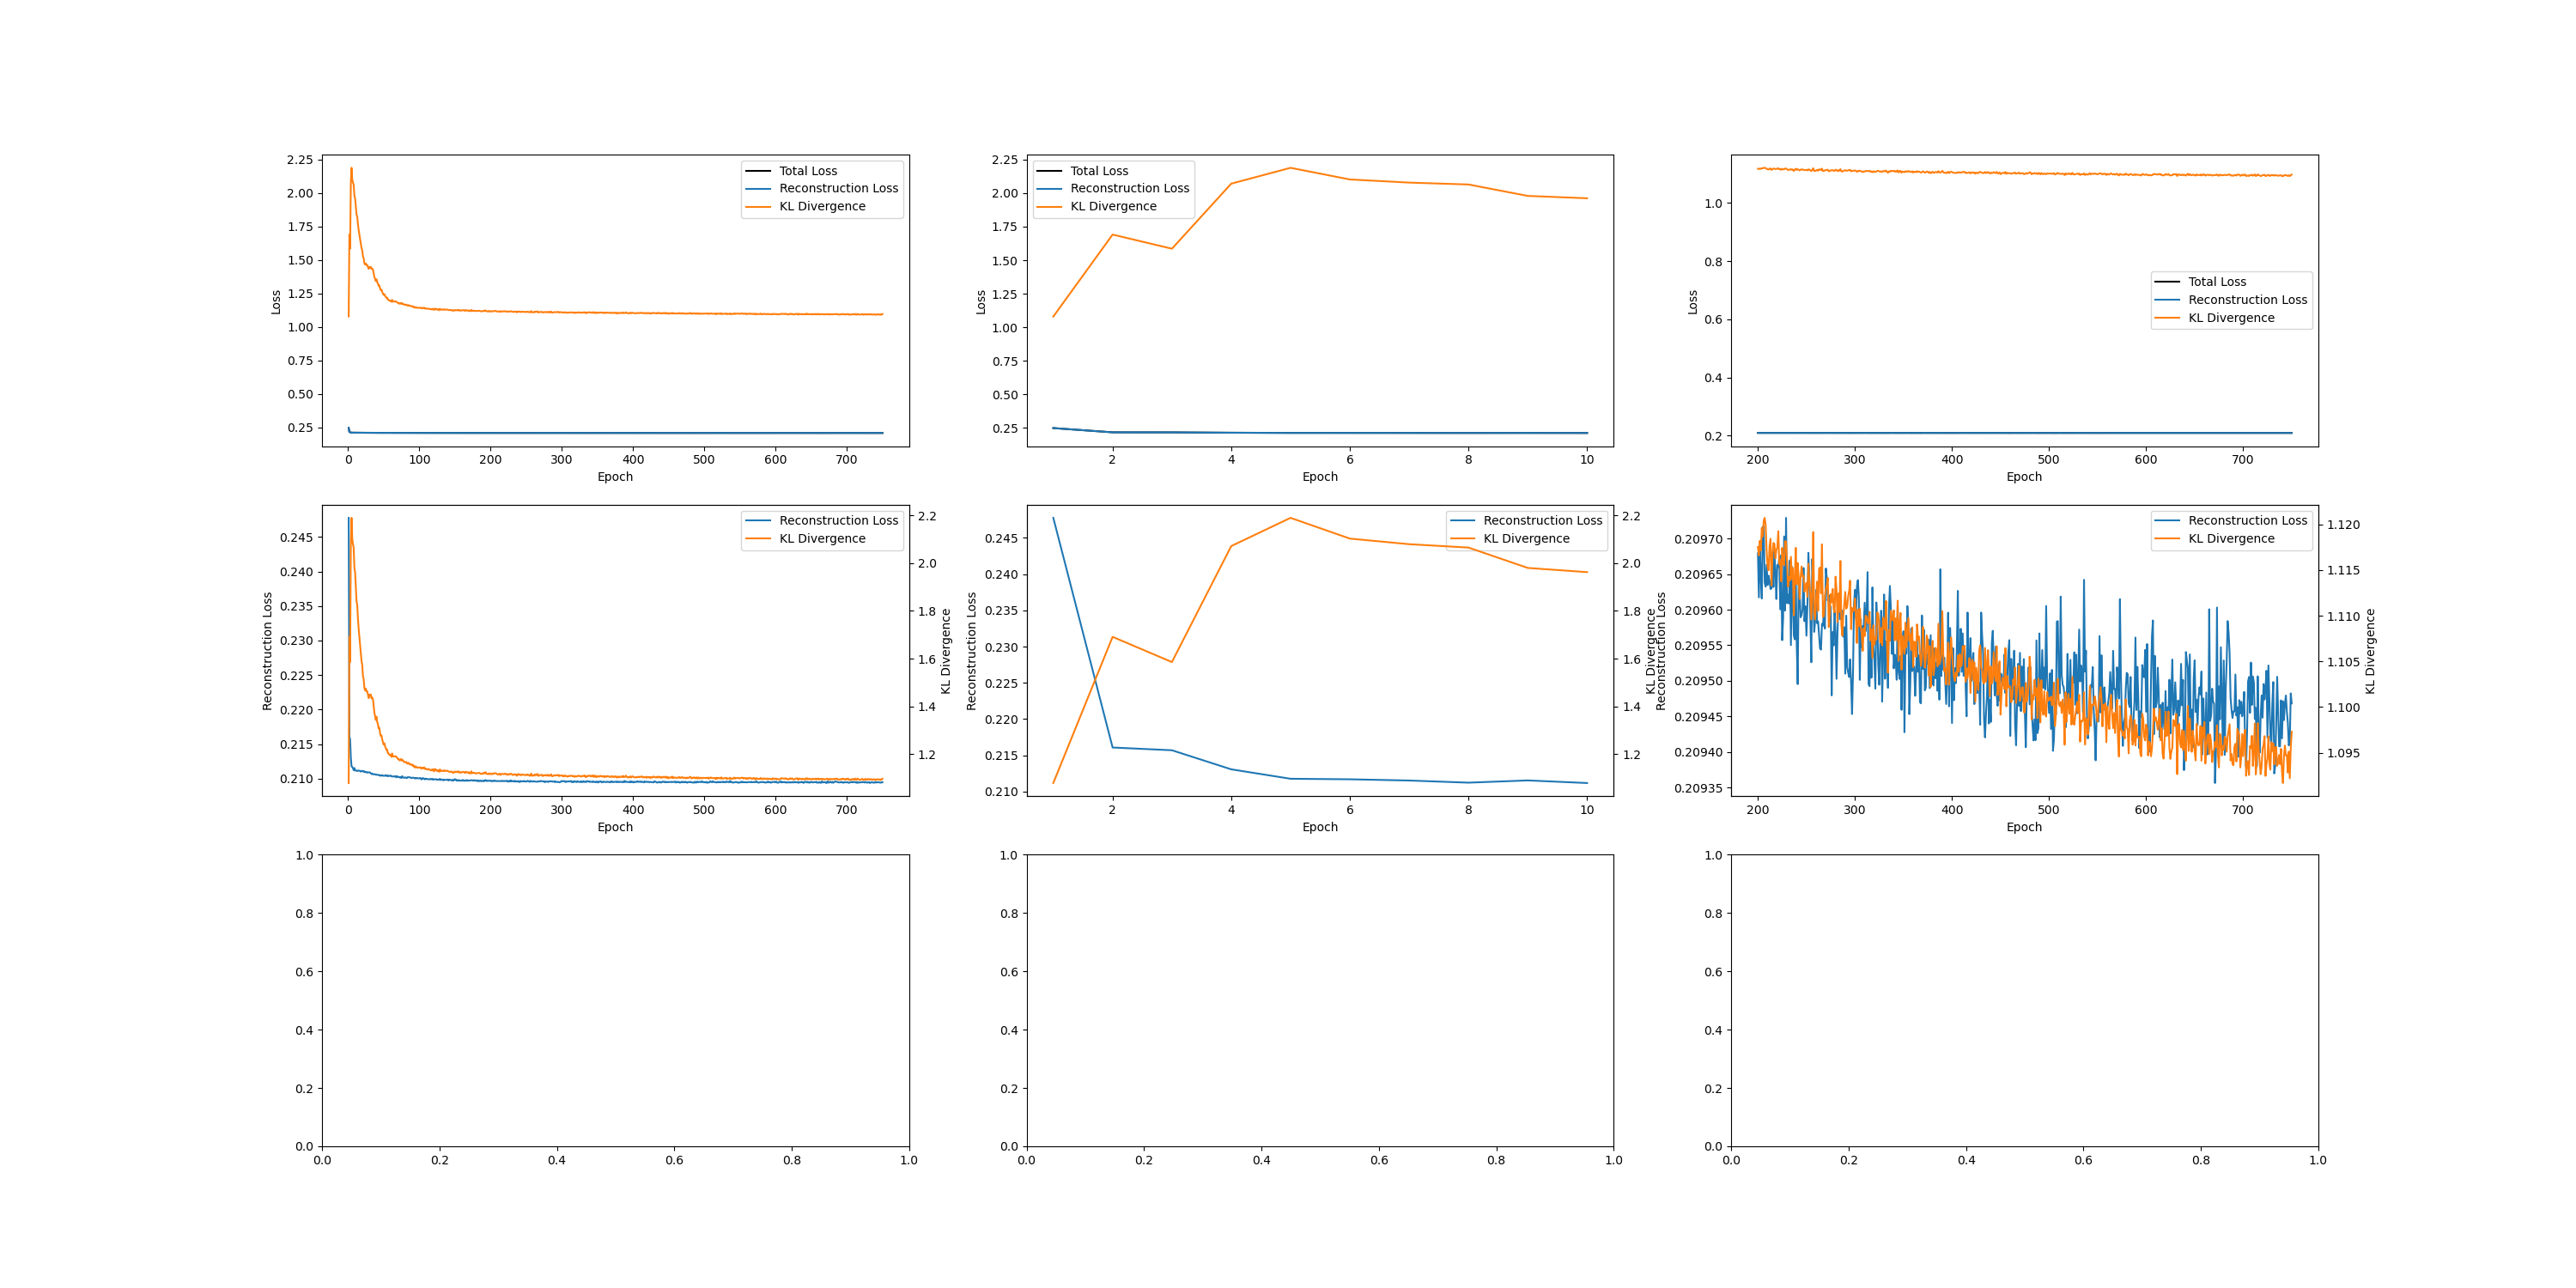 2.25
2.00
1.75
1.50
1.25
1.00
0.75
0.50
0.25
Loss
0 100 200 300 400 500 600 700
Epoch
Total Loss
Reconstruction Loss
KL Divergence
2.25
2.00
1.75
1.50
1.25
1.00
0.75
0.50
0.25
Loss
2 4 6 8 10
Epoch
Total Loss
Reconstruction Loss
KL Divergence
1.0
0.8
0.6
0.4
0.2
Loss
200 300 400 500 600 700
Epoch
Total Loss
Reconstruction Loss
KL Divergence
0.245
0.240
0.235
0.230
0.225
0.220
0.215
0.210
Reconstruction Loss
0 100 200 300 400 500 600 700
Epoch
Reconstruction Loss
KL Divergence
2.2
2.0
1.8
1.6
1.4
1.2
KL Divergence
0.245
0.240
0.235
0.230
0.225
0.220
0.215
0.210
Reconstruction Loss
2 4 6 8 10
Epoch
Reconstruction Loss
KL Divergence
2.2
2.0
1.8
1.6
1.4
1.2
KL Divergence
0.20970
0.20965
0.20960
0.20955
0.20950
0.20945
0.20940
0.20935
Reconstruction Loss
200 300 400 500 600 700
Epoch
Reconstruction Loss
KL Divergence
1.120
1.115
1.110
1.105
1.100
1.095
KL Divergence
1.0
0.8
0.6
0.4
0.2
0.0
0.0 0.2 0.4 0.6 0.8 1.0
1.0
0.8
0.6
0.4
0.2
0.0
0.0 0.2 0.4 0.6 0.8 1.0
1.0
0.8
0.6
0.4
0.2
0.0
0.0 0.2 0.4 0.6 0.8 1.0